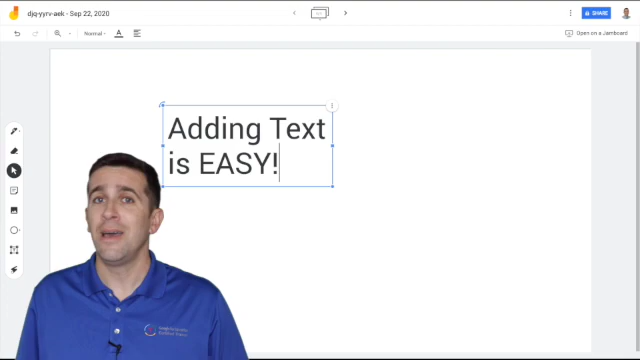 djq-yyrv-aek - Sep 22, 2020
SHARE
Normal
A
Open on a Jamboard
Adding Text
is EASY!